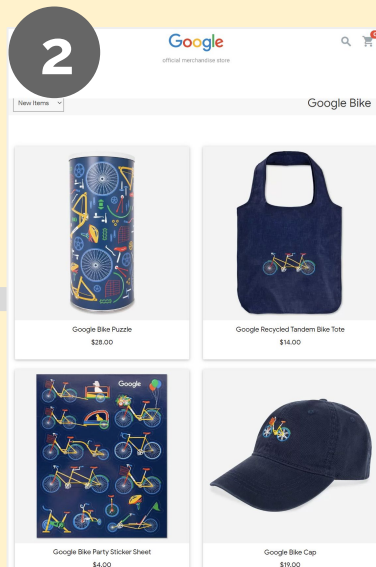 2
Google
official merchandise store
New Items
Google Bike
Google Bike Puzzle
$28.00
Google Recycled Tandem Bike Tote
$14.00
Google
Google Bike Party Sticker Sheet
$4.00
Google Bike Cap
$19.00